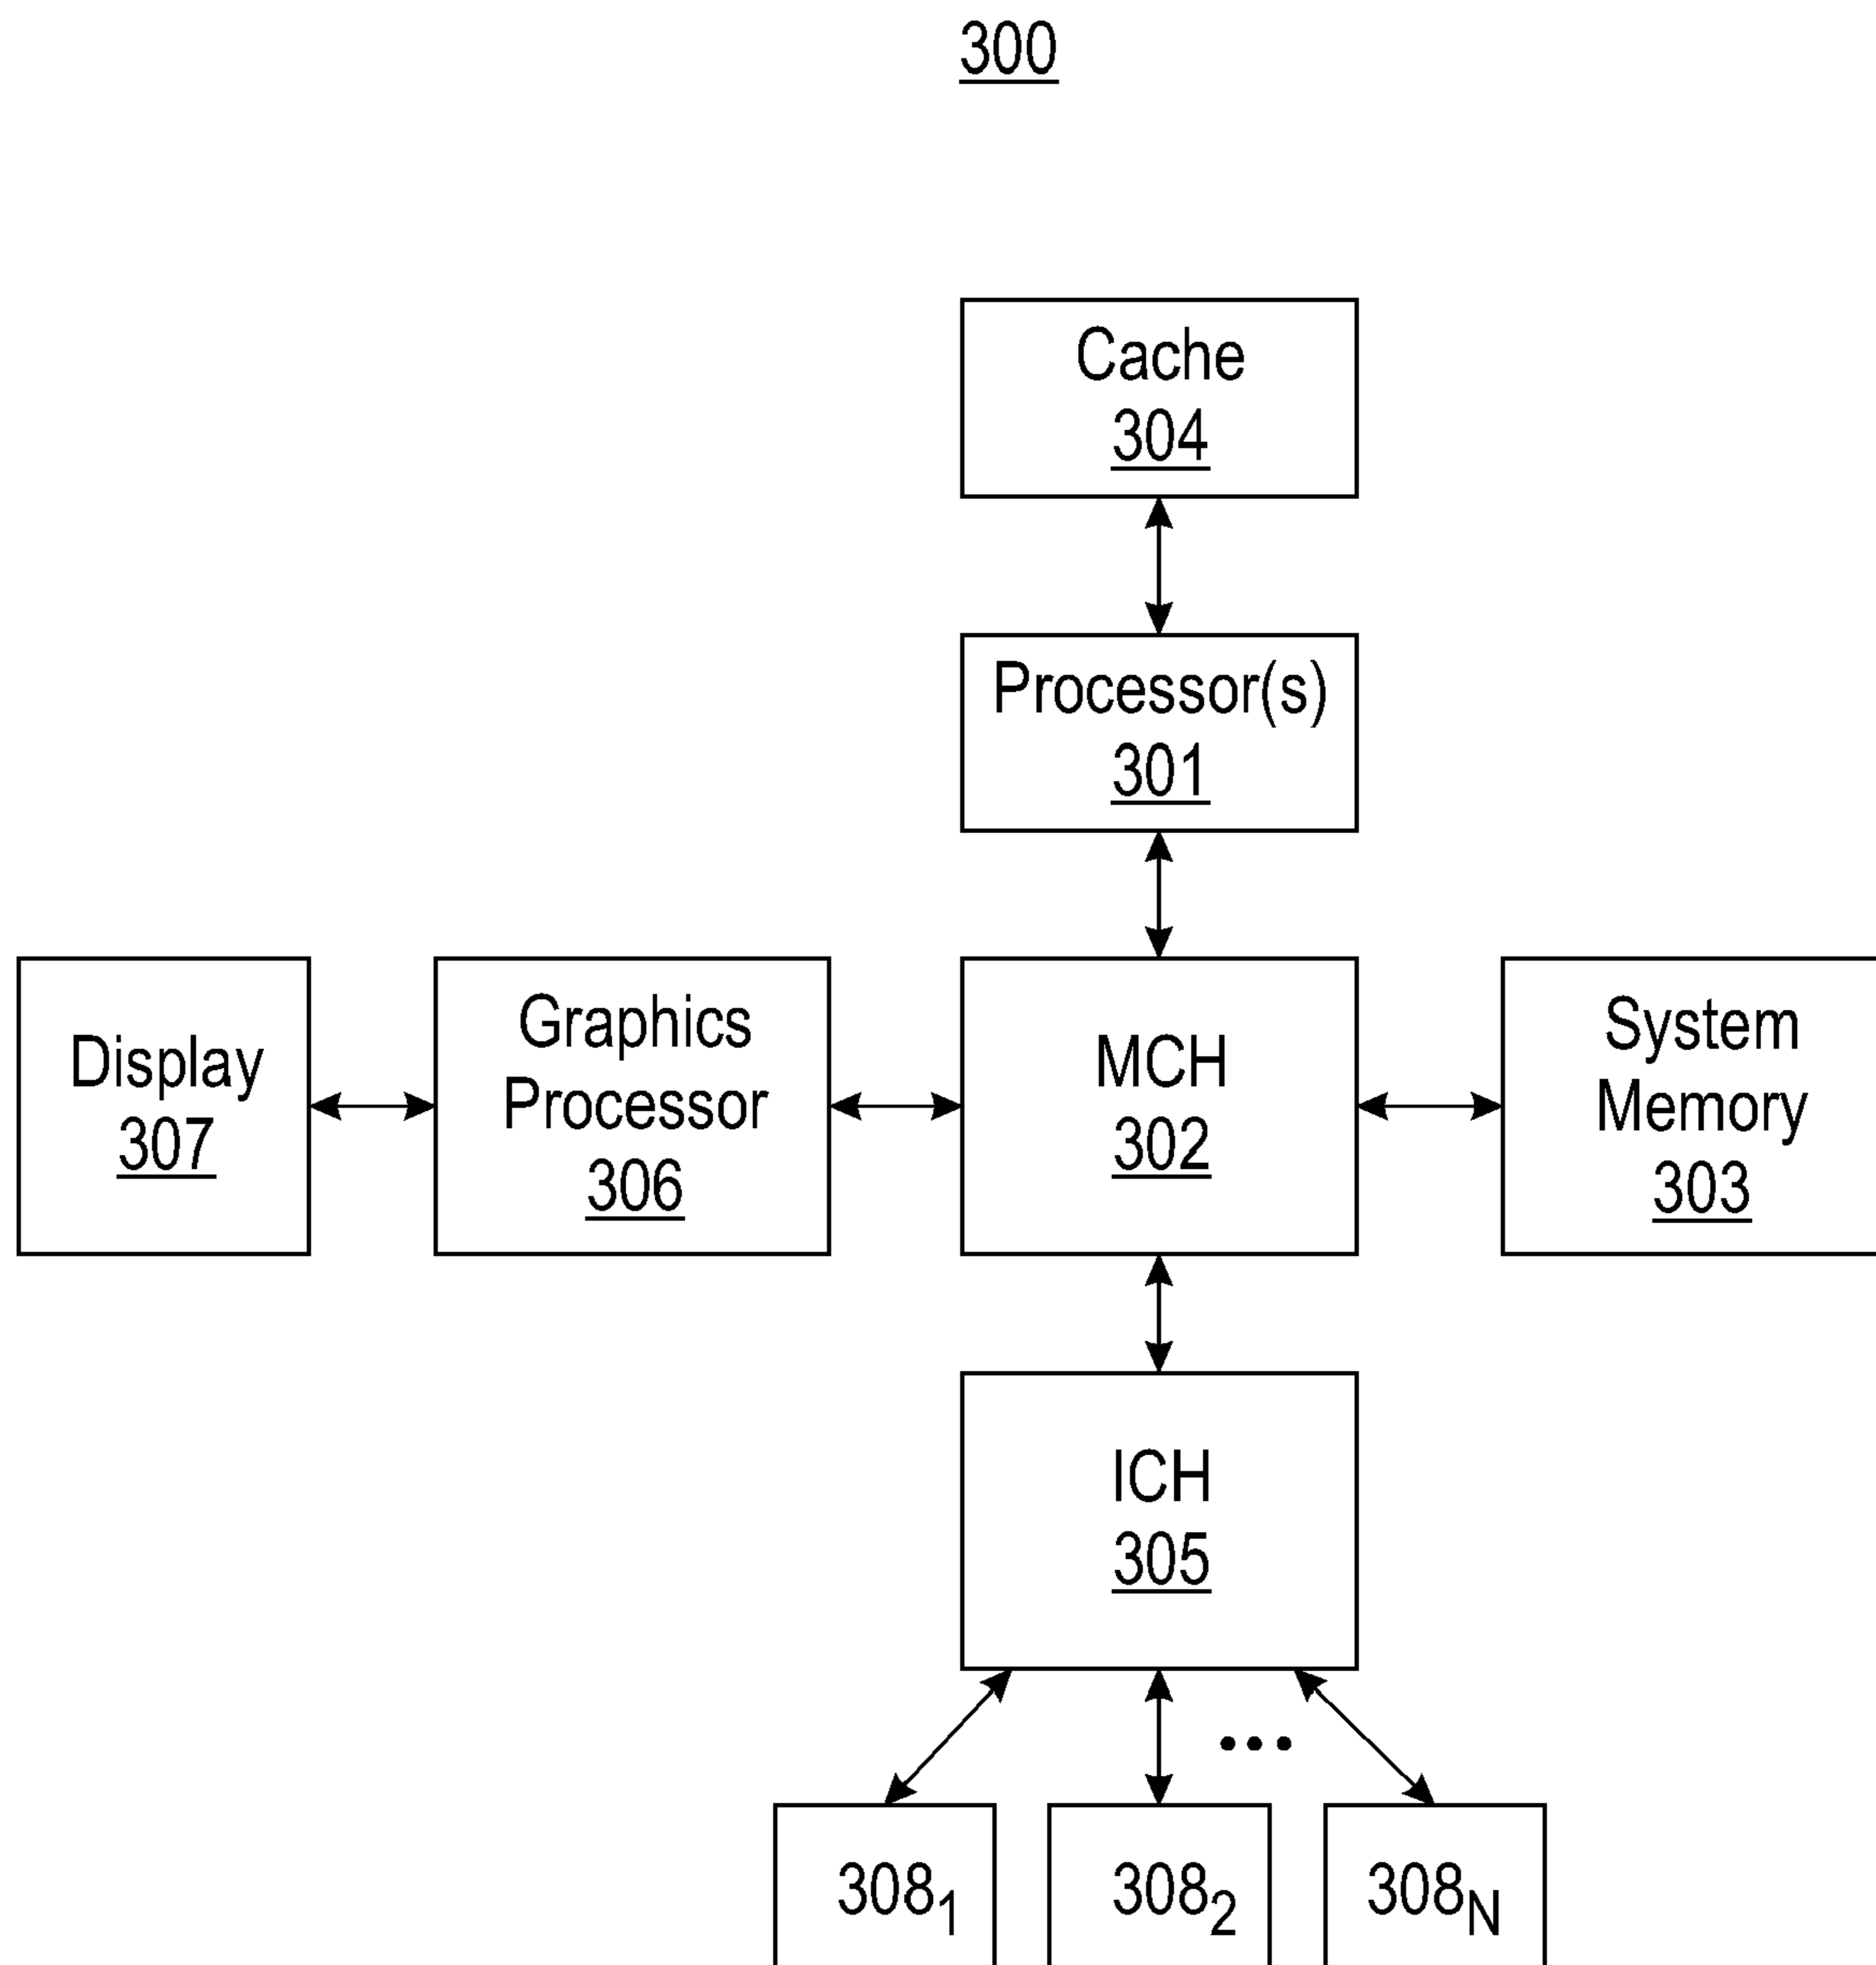 300
Cache
304
Processor(s)
301
Display
307
Graphics
Processor
306
MCH
302
System
Memory
303
ICH
305
...
308₁
308₂
308N